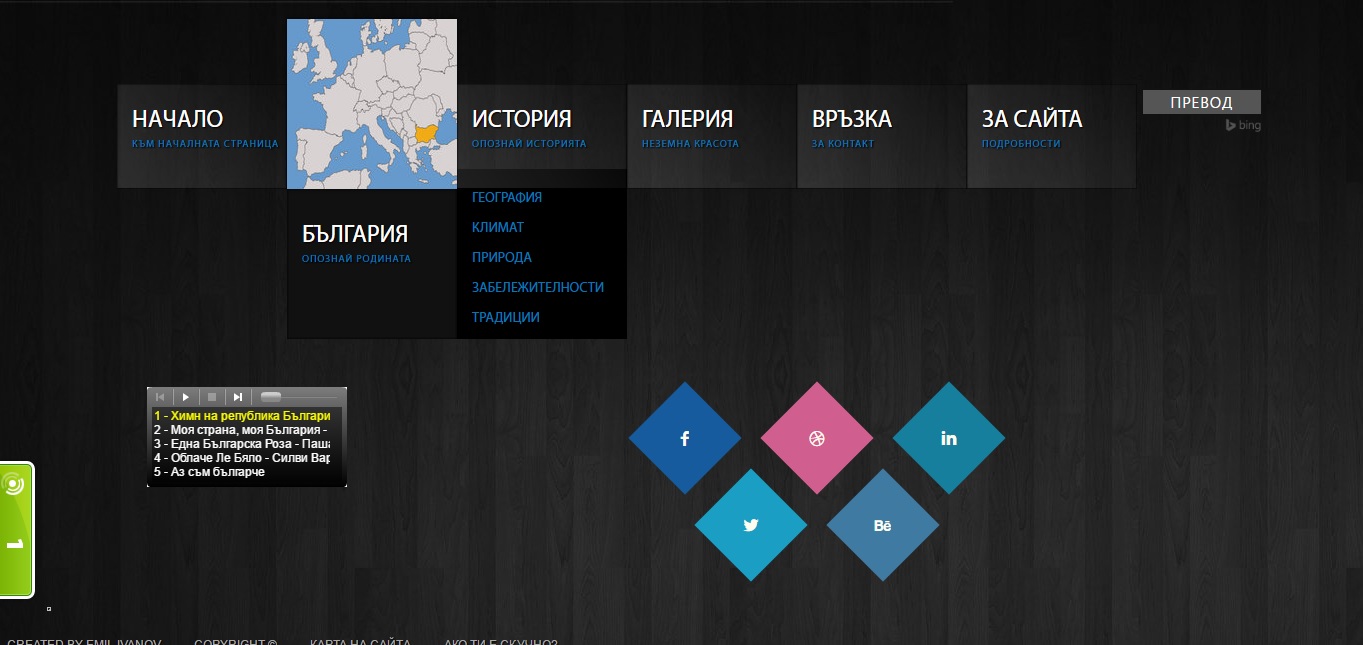 НАЧАЛО
КЪМ НАЧАЛНАТА СТРАНИЦА
БЪЛГАРИЯ
ОПОЗНАЙ РОДИНАТА
ИСТОРИЯ
ОПОЗНАЙ ИСТОРИЯТА
ГЕОГРАФИЯ
КЛИМАТ
ПРИРОДА
ЗАБЕЛЕЖИТЕЛНОСТИ
ТРАДИЦИИ
ГАЛЕРИЯ
НЕЗЕМНА КРАСОТА
ВРЪЗКА
ЗА КОНТАКТ
ЗА САЙТА
ПОДРОБНОСТИ
ПРЕВОД
bing
1 - Химн на република Българи
2 - Моя страна, моя България -
3 - Една Българска Роза - Паша
4 - Облаче Ле Бяло - Силви Вар
5 - Аз съм българче
f
in
Bē
1
CREATED BY EMIL IVANOV
COPYRIGHT ©
КАРТА НА САЙТА
АКО ТИ Е СКУЧНО?